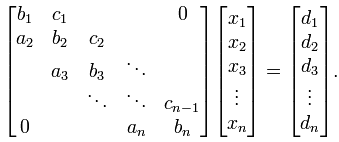 b₁ c₁ 0 x₁ d₁
a₂ b₂ c₂ x₂ d₂
a₃ b₃ ⋱ x₃ = d₃ .
⋱ ⋱ cₙ₋₁ ⋮ ⋮
0 aₙ bₙ xₙ dₙ